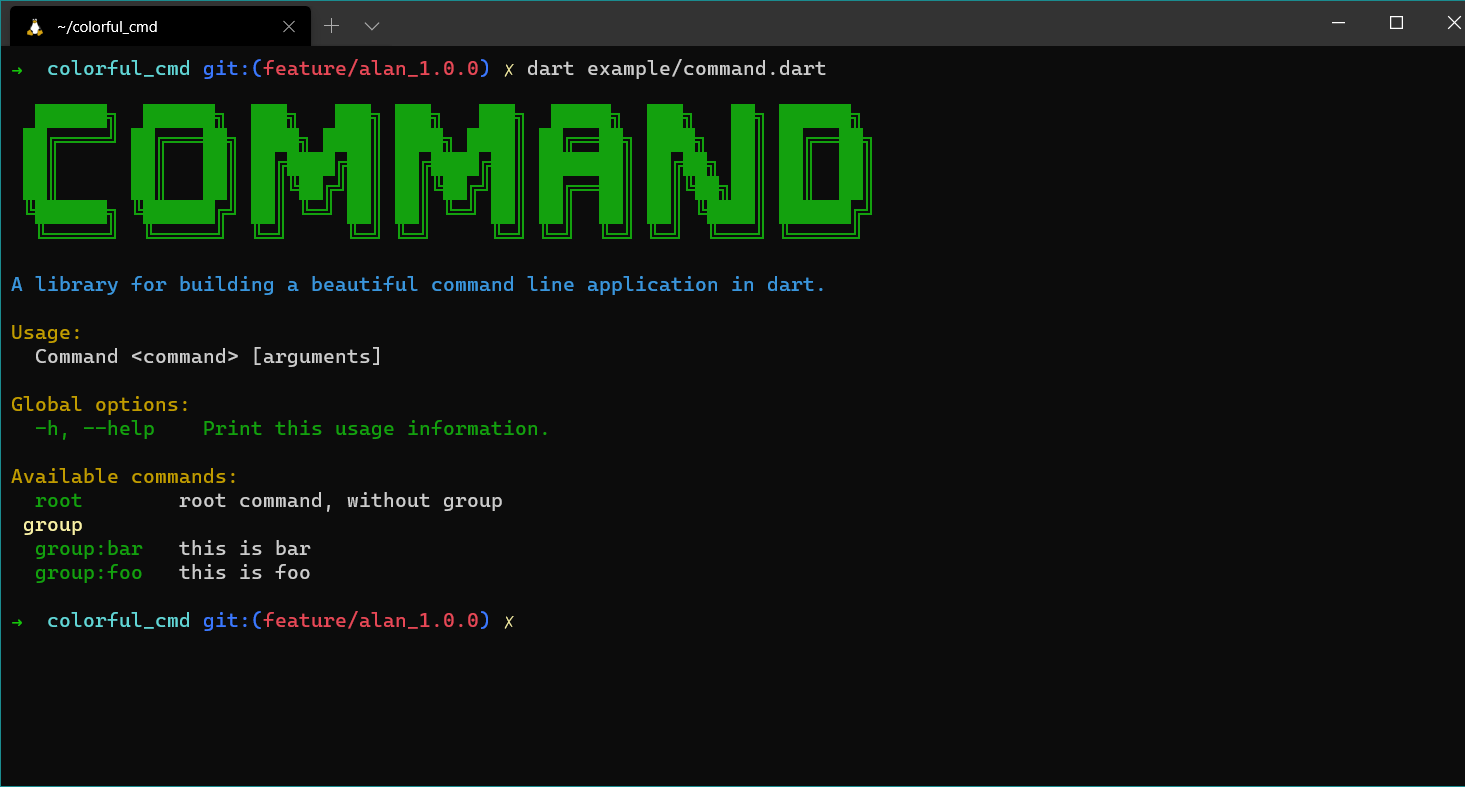 ~/colorful_cmd
→ colorful_cmd git:(feature/alan_1.0.0) ✗ dart example/command.dart
COMMAND
A library for building a beautiful command line application in dart.
Usage:
Command <command> [arguments]
Global options:
-h, --help Print this usage information.
Available commands:
root root command, without group
group
group:bar this is bar
group:foo this is foo
→ colorful_cmd git:(feature/alan_1.0.0) ✗